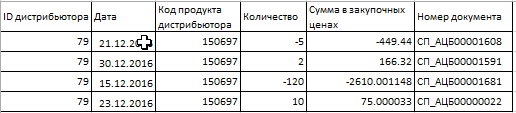 ID дистрибьютора Дата Код продукта дистрибьютора Количество Сумма в закупочных ценах Номер документа
79 21.12.20 150697 -5 -449.44 СП_АЦБ00001608
79 30.12.2016 150697 2 166.32 СП_АЦБ00001591
79 15.12.2016 150697 -120 -2610.001148 СП_АЦБ00001681
79 23.12.2016 150697 10 75.000033 СП_АЦБ00000022